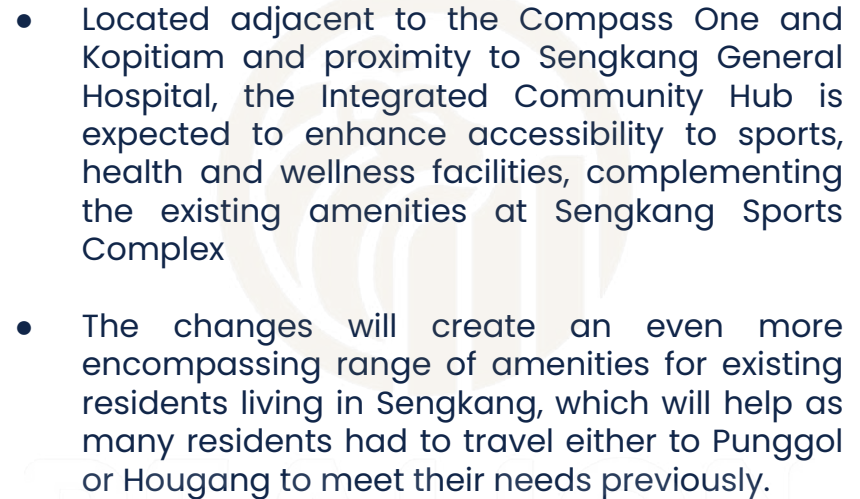 ● Located adjacent to the Compass One and
Kopitiam and proximity to Sengkang General
Hospital, the Integrated Community Hub is
expected to enhance accessibility to sports,
health and wellness facilities, complementing
the existing amenities at Sengkang Sports
Complex
● The changes will create an even more
encompassing range of amenities for existing
residents living in Sengkang, which will help as
many residents had to travel either to Punggol
or Hougang to meet their needs previously.